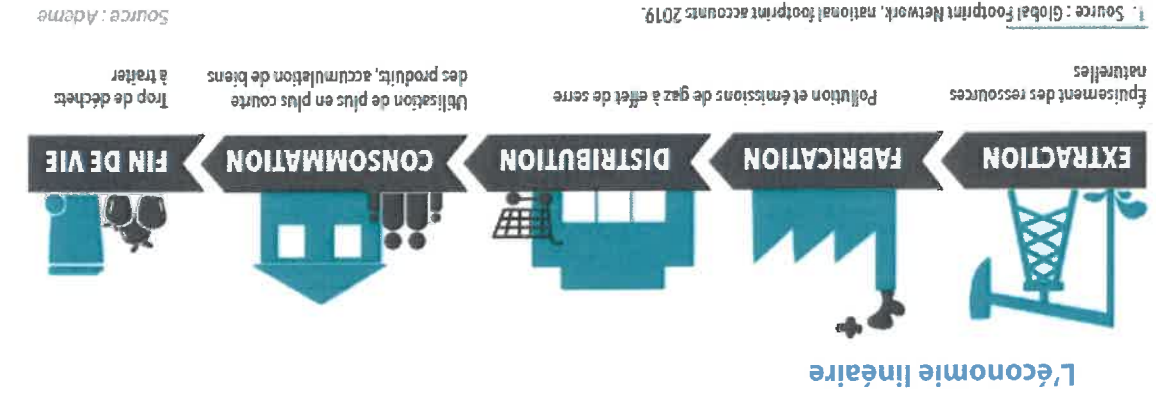 L'économie linéaire
EXTRACTION
FABRICATION
DISTRIBUTION
CONSOMMATION
FIN DE VIE
Épuisement des ressources
naturelles
Pollution et émissions de gaz à effet de serre
Utilisation de plus en plus courte
des produits, accumulation de biens
Trop de déchets
à traiter
1. Source : Global Footprint Network, national footprint accounts 2019.
Source : Ademe